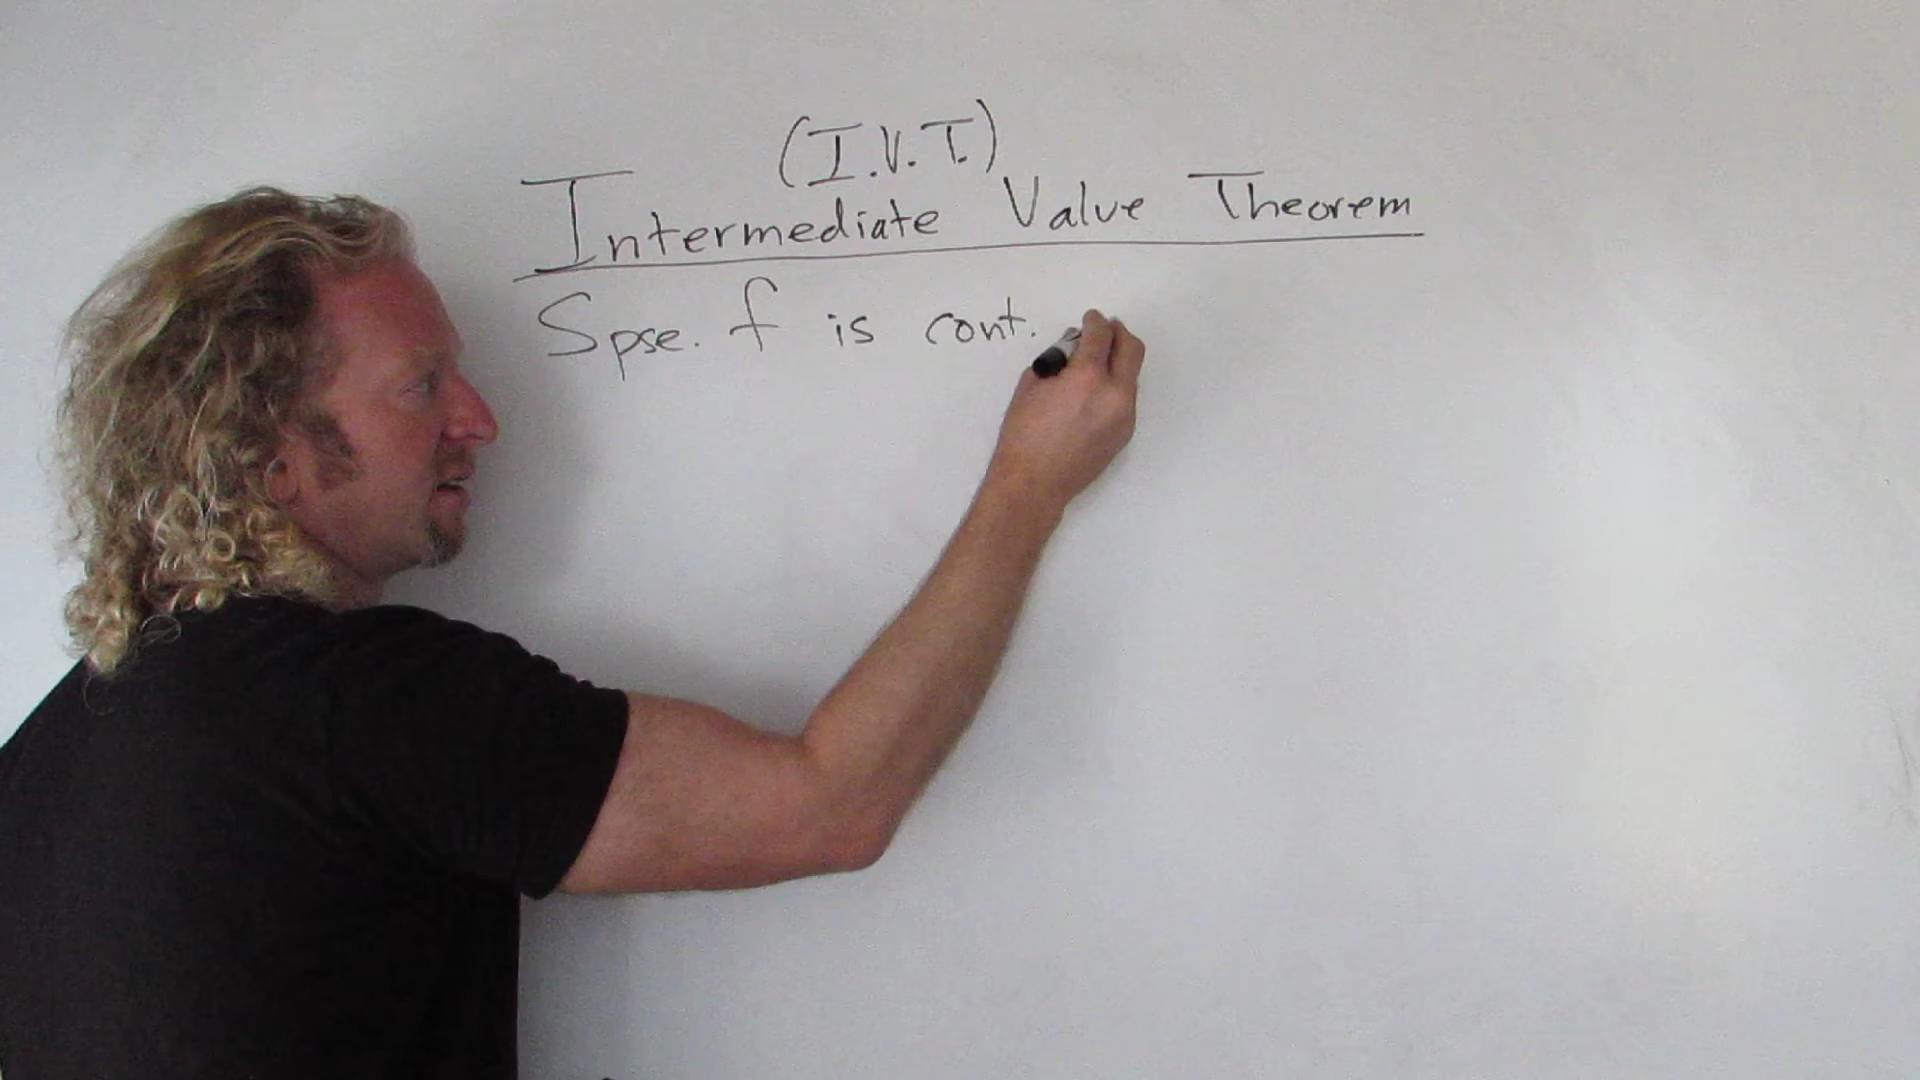 (I.V.T.)
Intermediate Value Theorem
Spse. f is cont.